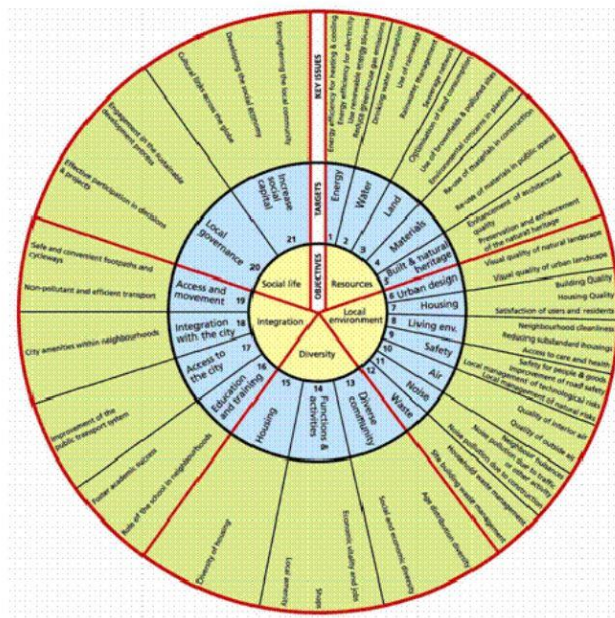 KEY ISSUES
TARGETS
OBJECTIVES
Resources
Local
environment
Diversity
Integration
Social life
1
Energy
2
Water
3
Land
4
Materials
5
Built & natural
heritage
6
Urban design
7
Housing
8
Living env.
9
Safety
10
Air
11
Noise
12
Waste
13
Diverse
community
14
Functions &
activities
15
Housing
16
Education
and training
17
Access to
the city
18
Integration
with the city
19
Access and
movement
20
Local
governance
21
Increase
social
capital
Energy efficiency for heating & cooling
Energy efficiency for electricity
Use renewable energy sources
Reduce greenhouse gas emissions
Drinking water consumption
Use of rainwater
Rainwater Management
Sewerage network
Optimisation of land consumption
Use of brownfields & polluted sites
Environmental concerns in planning
Re-use of materials in construction
Re-use of materials in public spaces
Enhancement of architectural
quality
Preservation and enhancement
of the natural heritage
Visual quality of natural landscape
Visual quality of urban landscape
Building Quality
Housing Quality
Satisfaction of users and residents
Neighbourhood cleanliness
Reducing substandard housing
Access to care and health
Safety for people & goods
Improvement of road safety
Local management of technological risks
Local management of natural risks
Quality of interior air
Quality of outside air
Neighbour
Noise pollution due to traffic
or other activity
Noise pollution due to construction
Household waste management
Site building waste management
Age distribution diversity
Social and economic diversity
Economic vitality and jobs
Shops
Local amenity
Diversity of housing
Role of the school in neighbourhoods
Foster academic
Improvement of the
public transport system
City amenities within neighbourhoods
Non-pollutant and efficient transport
Safe and convenient footpaths and
cycleways
Effective participation in decisions
& projects
Engagement in the sustainable
development process
Cultural links across the globe
Developing the social economy
Strengthening the local community